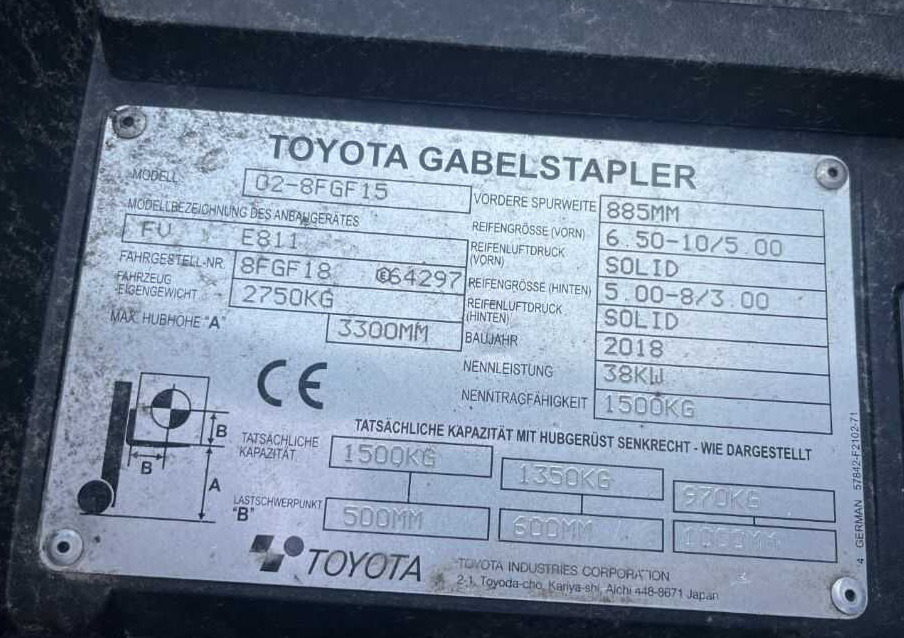 TOYOTA GABELSTAPLER
MODELL 02-8FGF15
MODELLBEZEICHNUNG DES ANBAUGERÄTES
FV E811
FAHRGESTELL-NR. 8FGF18 E64297
FAHRZEUG EIGENGEWICHT 2750KG
MAX. HUBHÖHE "A" 3300MM
VORDERE SPURWEITE 885MM
REIFENGRÖSSE (VORN) 6.50-10/5.00
REIFENLUFTDRUCK (VORN) SOLID
REIFENGRÖSSE (HINTEN) 5.00-8/3.00
REIFENLUFTDRUCK (HINTEN) SOLID
BAUJAHR 2018
NENNLEISTUNG 38KW
NENNTRAGFÄHIGKEIT 1500KG
CE
B
B
A
TATSÄCHLICHE KAPAZITÄT MIT HUBGERÜST SENKRECHT - WIE DARGESTELLT
TATSÄCHLICHE KAPAZITÄT 1500KG 1350KG 970KG
LASTSCHWERPUNKT "B" 500MM 600MM 1000MM
TOYOTA
TOYOTA INDUSTRIES CORPORATION
2-1, Toyoda-cho, Kariya-shi, Aichi 448-8671 Japan
4 GERMAN 57842-F2102-71